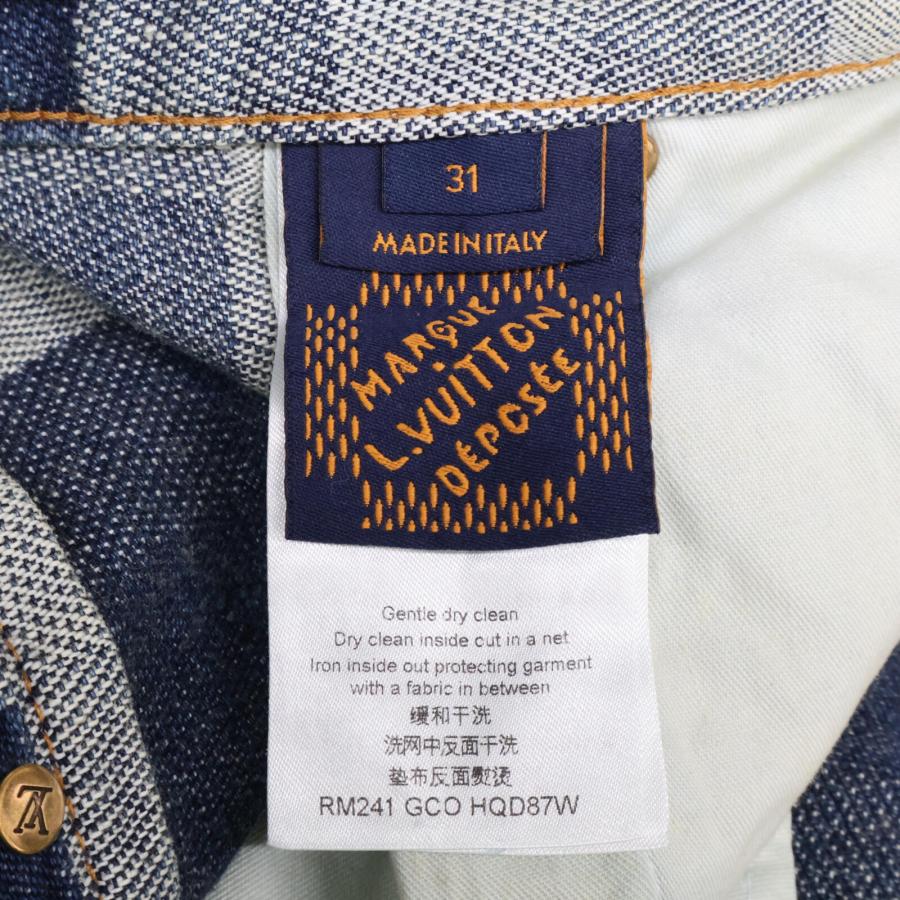 31
MADE IN ITALY
MARQUE
L.VUITTON
DÉPOSÉE
Gentle dry clean
Dry clean inside out in a net
Iron inside out protecting garment
with a fabric in between
缓和干洗
洗网中反面干洗
垫布反面熨烫
RM241 GCO HQD87W
LV